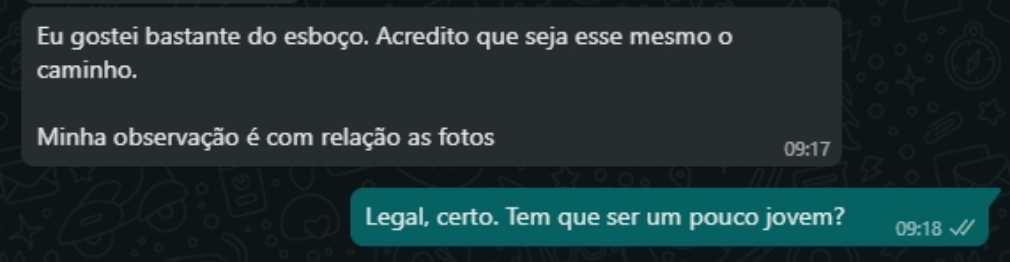 Eu gostei bastante do esboço. Acredito que seja esse mesmo o
caminho.
Minha observação é com relação as fotos
09:17
Legal, certo. Tem que ser um pouco jovem?
09:18